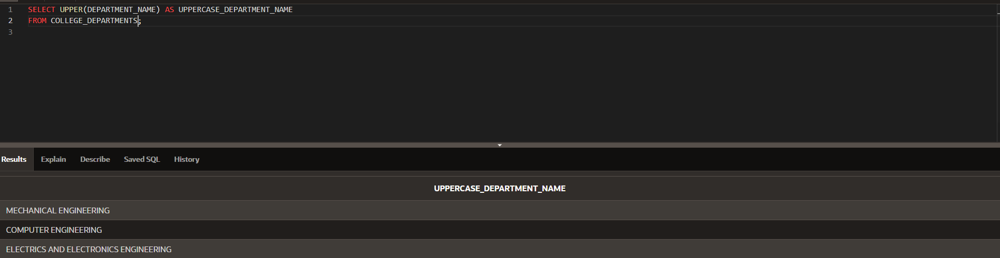 1 SELECT UPPER(DEPARTMENT_NAME) AS UPPERCASE_DEPARTMENT_NAME
2 FROM COLLEGE_DEPARTMENTS;
3
Results Explain Describe Saved SQL History
UPPERCASE_DEPARTMENT_NAME
MECHANICAL ENGINEERING
COMPUTER ENGINEERING
ELECTRICS AND ELECTRONICS ENGINEERING